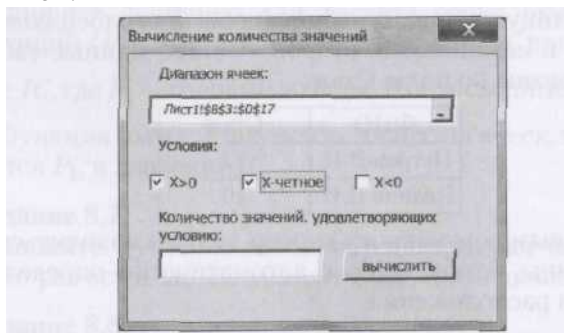 Вычисление количества значений
Диапазон ячеек:
Лист1!$B$3:$D$17
Условия:
X>0 X-четное X<0
Количество значений, удовлетворяющих
условию:
вычислить